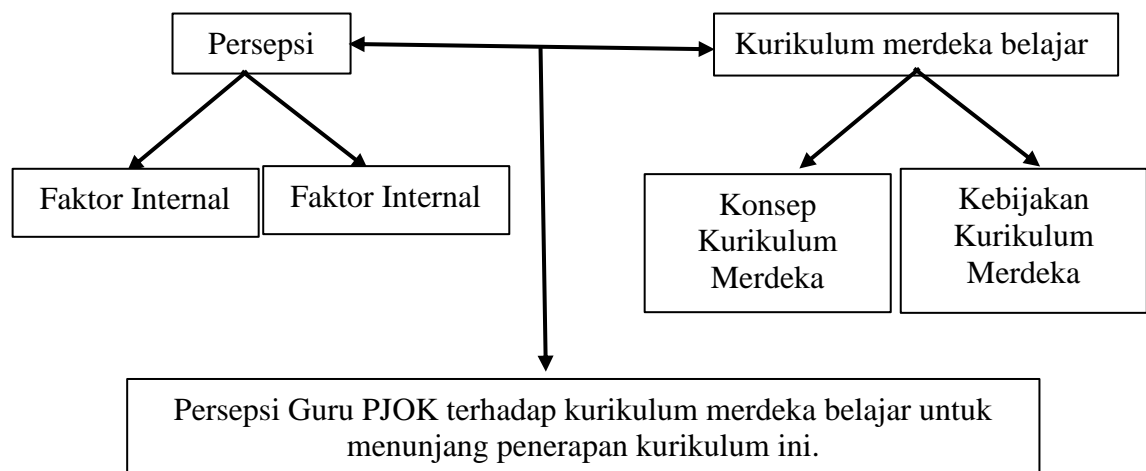 Persepsi
Kurikulum merdeka belajar
Faktor Internal
Faktor Internal
Konsep
Kurikulum
Merdeka
Kebijakan
Kurikulum
Merdeka
Persepsi Guru PJOK terhadap kurikulum merdeka belajar untuk
menunjang penerapan kurikulum ini.